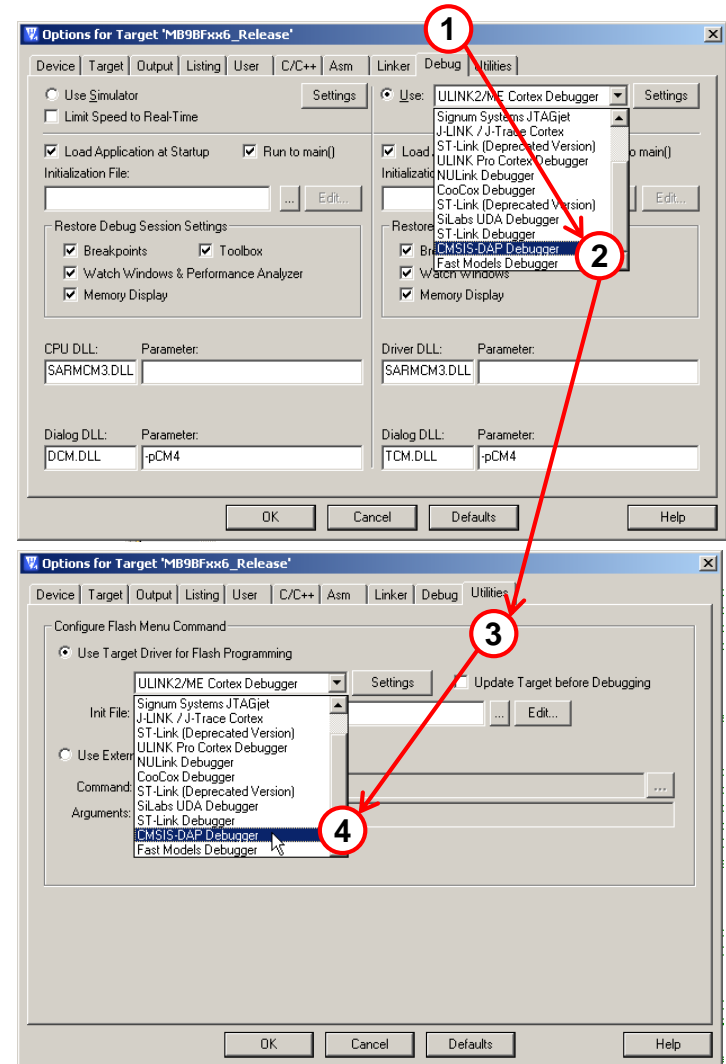 Options for Target 'MB9BFxx6_Release'
1
Device Target Output Listing User C/C++ Asm Linker Debug Utilities
Use Simulator Settings Use: ULINK2/ME Cortex Debugger Settings
Limit Speed to Real-Time
Signum Systems JTAGjet
J-LINK / J-Trace Cortex
ST-Link (Deprecated Version)
ULINK Pro Cortex Debugger
NULink Debugger
CooCox Debugger
ST-Link (Deprecated Version)
SiLabs UDA Debugger
ST-Link Debugger
CMSIS-DAP Debugger
Fast Models Debugger
2
Load Application at Startup Run to main() Load o main()
Initialization File: Initializatio
... Edit... Edit...
Restore Debug Session Settings Restore
Breakpoints Toolbox Br
Watch Windows & Performance Analyzer Watch Windows
Memory Display Memory Display
CPU DLL: Parameter: Driver DLL: Parameter:
SARMCM3.DLL SARMCM3.DLL
Dialog DLL: Parameter: Dialog DLL: Parameter:
DCM.DLL -pCM4 TCM.DLL -pCM4
OK Cancel Defaults Help
Options for Target 'MB9BFxx6_Release'
Device Target Output Listing User C/C++ Asm Linker Debug Utilities
Configure Flash Menu Command
3
Use Target Driver for Flash Programming
ULINK2/ME Cortex Debugger Settings Update Target before Debugging
Init File: ... Edit...
Signum Systems JTAGjet
J-LINK / J-Trace Cortex
ST-Link (Deprecated Version)
ULINK Pro Cortex Debugger
NULink Debugger
CooCox Debugger
ST-Link (Deprecated Version)
SiLabs UDA Debugger
ST-Link Debugger
CMSIS-DAP Debugger
Fast Models Debugger
4
Use Extern
Command: ...
Arguments:
OK Cancel Defaults Help